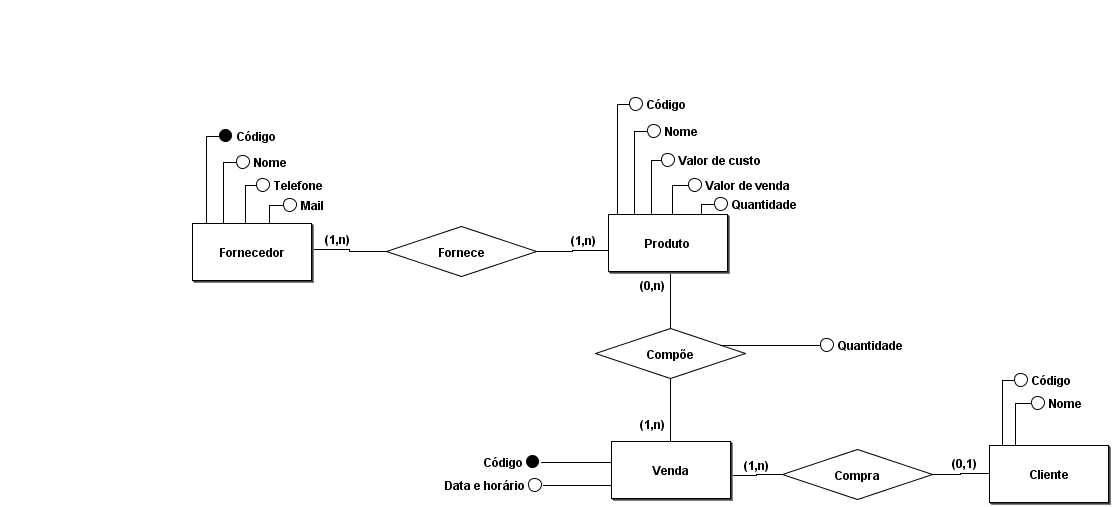 Código
Nome
Valor de custo
Valor de venda
Quantidade
Código
Nome
Telefone
Mail
Fornecedor
(1,n)
Fornece
(1,n)
Produto
(0,n)
Compõe
Quantidade
(1,n)
Código
Data e horário
Venda
(1,n)
Compra
(0,1)
Código
Nome
Cliente